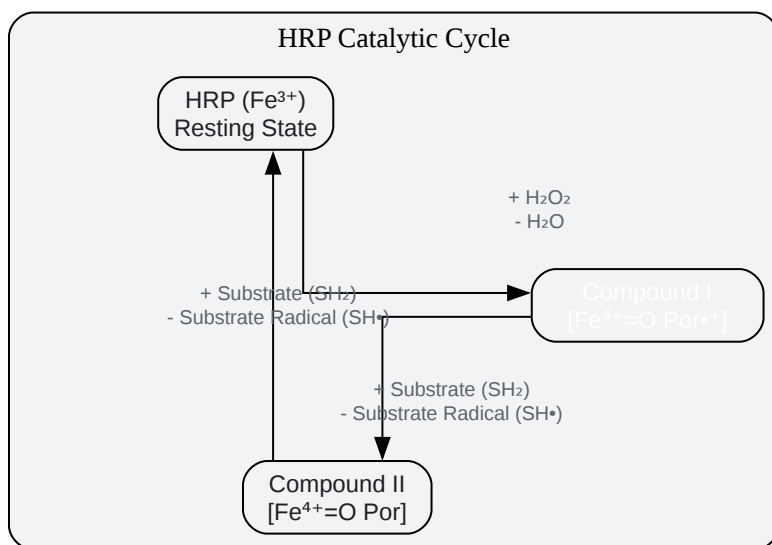 HRP Catalytic Cycle
HRP (Fe³⁺)
Resting State
+ H₂O₂
- H₂O
Compound I
[Fe⁴⁺=O Por•⁺]
+ Substrate (SH₂)
- Substrate Radical (SH•)
+ Substrate (SH₂)
- Substrate Radical (SH•)
Compound II
[Fe⁴⁺=O Por]